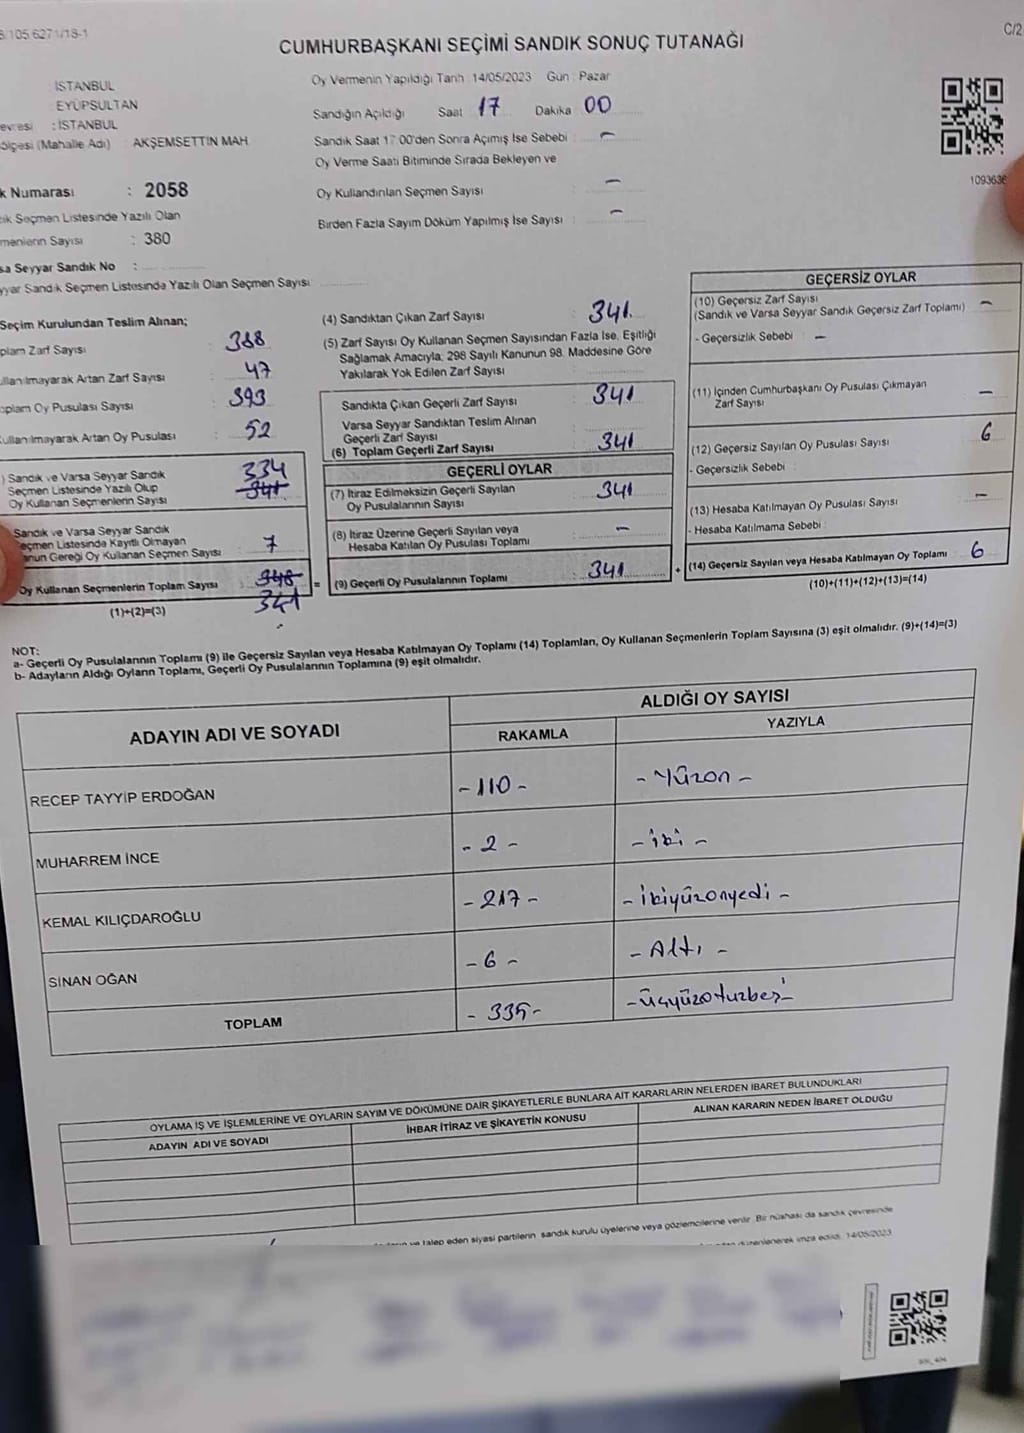 105.6271/18-1
C/2
CUMHURBAŞKANI SEÇİMİ SANDIK SONUÇ TUTANAĞI
İSTANBUL
EYÜPSULTAN
: İSTANBUL
(Mahalle Adı) AKŞEMSETTİN MAH.
Numarası : 2058
Seçmen Listesinde Yazılı Olan
Sayısı : 380
Seyyar Sandık No :
Sandık Seçmen Listesinde Yazılı Olan Seçmen Sayısı
Oy Vermenin Yapıldığı Tarih :14/05/2023 Gün : Pazar
Sandığın Açıldığı Saat 17 Dakika 00
Sandık Saat 17:00'den Sonra Açımış İse Sebebi : -
Oy Verme Saati Bitiminde Sırada Bekleyen ve
Oy Kullandırılan Seçmen Sayısı : -
Birden Fazla Sayım Döküm Yapılmış İse Sayısı : -
1093636
Seçim Kurulundan Teslim Alınan;
Zarf Sayısı : 388
Artan Zarf Sayısı : 47
Oy Pusulası Sayısı : 393
Artan Oy Pusulası : 52
Sandık ve Varsa Seyyar Sandık
Seçmen Listesinde Yazılı Olup
Oy Kullanan Seçmenlerin Sayısı 334 341
Sandık ve Varsa Seyyar Sandık
Seçmen Listesinde Kayıtlı Olmayan
Gereği Oy Kullanan Seçmen Sayısı 7
Oy Kullanan Seçmenlerin Toplam Sayısı 348 341
(1)+(2)=(3)
(4) Sandıktan Çıkan Zarf Sayısı : 341.
(5) Zarf Sayısı Oy Kullanan Seçmen Sayısından Fazla İse, Eşitliği
Sağlamak Amacıyla; 298 Sayılı Kanunun 98. Maddesine Göre
Yakılarak Yok Edilen Zarf Sayısı
Sandıkta Çıkan Geçerli Zarf Sayısı : 341
Varsa Seyyar Sandıktan Teslim Alınan
Geçerli Zarf Sayısı
(6) Toplam Geçerli Zarf Sayısı : 341
GEÇERLİ OYLAR
(7) İtiraz Edilmeksizin Geçerli Sayılan
Oy Pusulalarının Sayısı : 341
(8) İtiraz Üzerine Geçerli Sayılan veya
Hesaba Katılan Oy Pusulası Toplamı : -
= (9) Geçerli Oy Pusulalarının Toplamı : 341 +
GEÇERSİZ OYLAR
(10) Geçersiz Zarf Sayısı
(Sandık ve Varsa Seyyar Sandık Geçersiz Zarf Toplamı) -
- Geçersizlik Sebebi : -
(11) İçinden Cumhurbaşkanı Oy Pusulası Çıkmayan
Zarf Sayısı -
(12) Geçersiz Sayılan Oy Pusulası Sayısı 6
- Geçersizlik Sebebi :
(13) Hesaba Katılmayan Oy Pusulası Sayısı -
- Hesaba Katılmama Sebebi :
(14) Geçersiz Sayılan veya Hesaba Katılmayan Oy Toplamı 6
(10)+(11)+(12)+(13)=(14)
NOT:
a- Geçerli Oy Pusulalarının Toplamı (9) ile Geçersiz Sayılan veya Hesaba Katılmayan Oy Toplamı (14) Toplamları, Oy Kullanan Seçmenlerin Toplam Sayısına (3) eşit olmalıdır. (9)+(14)=(3)
b- Adayların Aldığı Oyların Toplamı, Geçerli Oy Pusulalarının Toplamına (9) eşit olmalıdır.
ADAYIN ADI VE SOYADI
ALDIĞI OY SAYISI
RAKAMLA YAZIYLA
RECEP TAYYİP ERDOĞAN -110- -Yüzon-
MUHARREM İNCE -2- -iki-
KEMAL KILIÇDAROĞLU -217- -ikiyüzonyedi-
SİNAN OĞAN -6- -Altı-
TOPLAM -335- -Üçyüzotuzbeş-
OYLAMA İŞ VE İŞLEMLERİNE VE OYLARIN SAYIM VE DÖKÜMÜNE DAİR ŞİKAYETLERLE BUNLARA AİT KARARLARIN NELERDEN İBARET BULUNDUKLARI
ADAYIN ADI VE SOYADI İHBAR İTİRAZ VE ŞİKAYETİN KONUSU ALINAN KARARIN NEDEN İBARET OLDUĞU
ve talep eden siyasi partilerin sandık kurulu üyelerine veya gözlemcilerine verilir. Bir nüshası da sandık çevresinde
düzenlenerek imza edildi. 14/05/2023